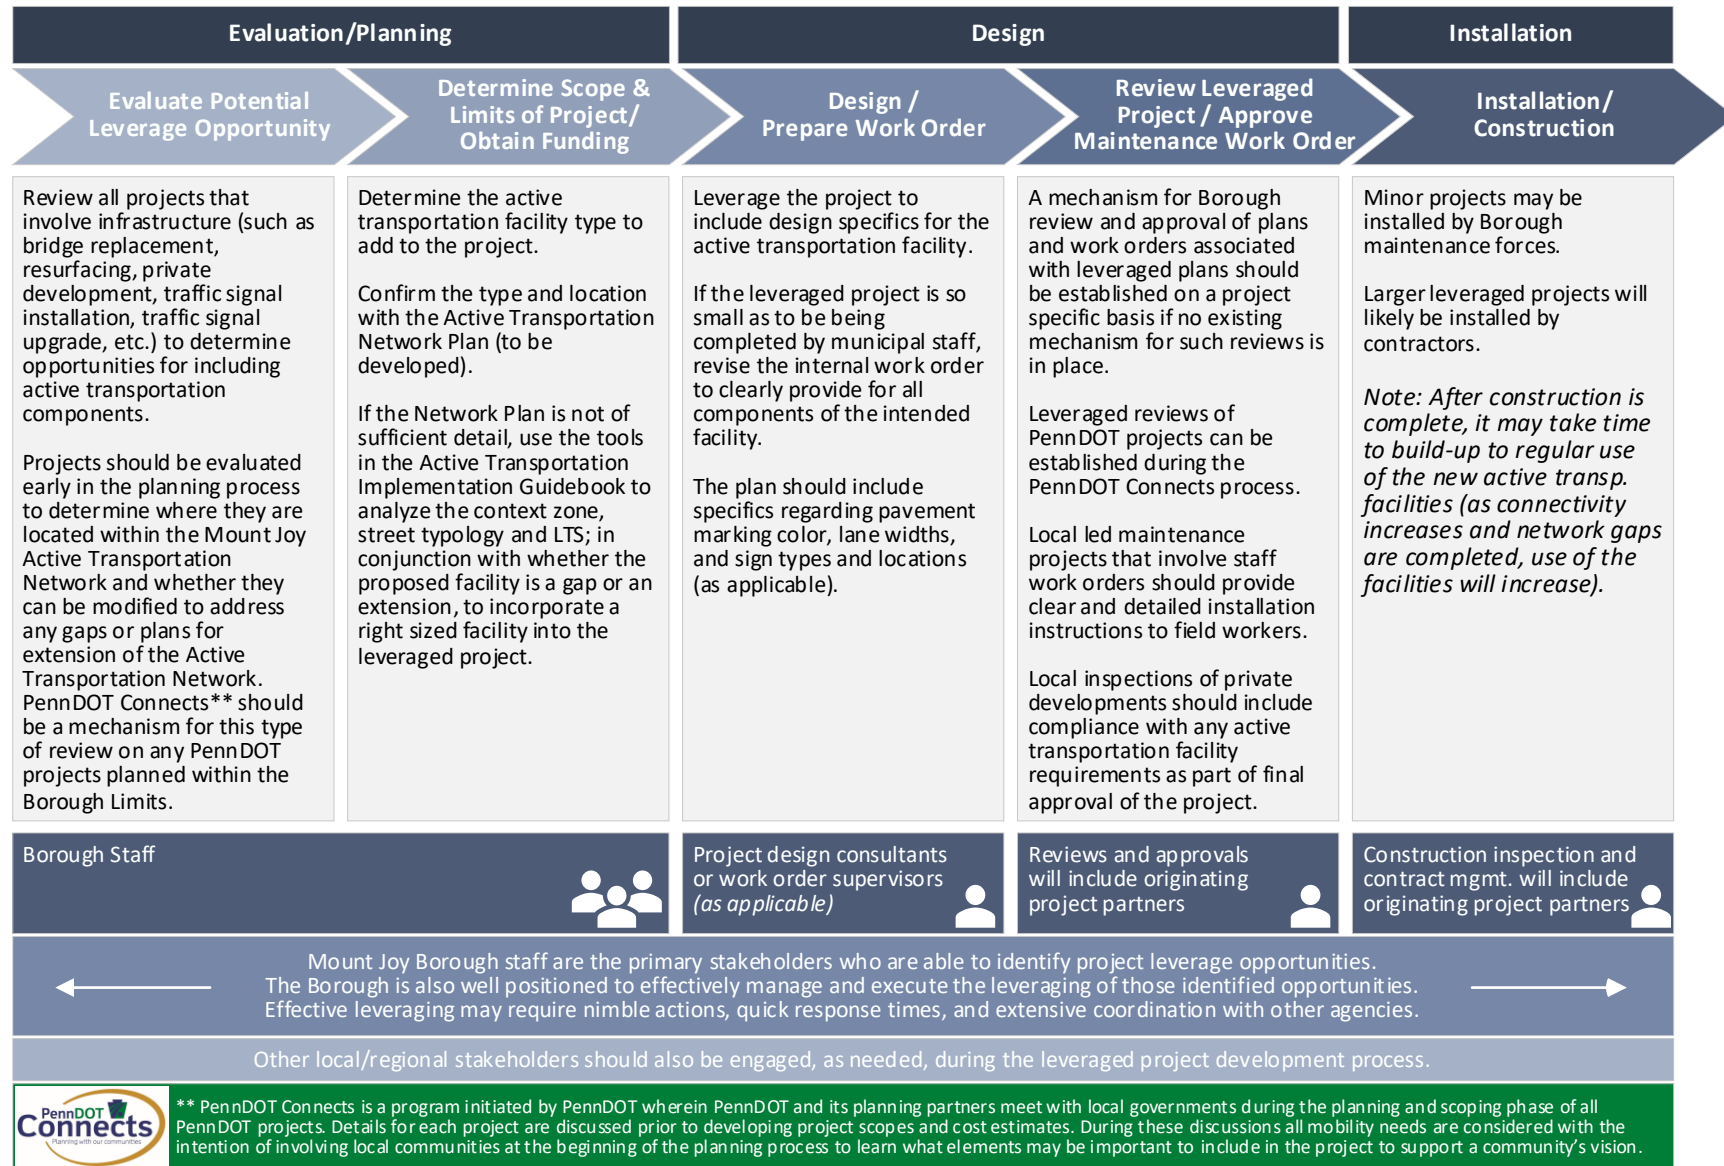 Evaluation/Planning
Design
Installation
Evaluate Potential
Leverage Opportunity
Determine Scope &
Limits of Project/
Obtain Funding
Design /
Prepare Work Order
Review Leveraged
Project / Approve
Maintenance Work Order
Installation/
Construction
Review all projects that
involve infrastructure (such as
bridge replacement,
resurfacing, private
development, traffic signal
installation, traffic signal
upgrade, etc.) to determine
opportunities for including
active transportation
components.
Projects should be evaluated
early in the planning process
to determine where they are
located within the Mount Joy
Active Transportation
Network and whether they
can be modified to address
any gaps or plans for
extension of the Active
Transportation Network.
PennDOT Connects** should
be a mechanism for this type
of review on any PennDOT
projects planned within the
Borough Limits.
Determine the active
transportation facility type to
add to the project.
Confirm the type and location
with the Active Transportation
Network Plan (to be
developed).
If the Network Plan is not of
sufficient detail, use the tools
in the Active Transportation
Implementation Guidebook to
analyze the context zone,
street typology and LTS; in
conjunction with whether the
proposed facility is a gap or an
extension, to incorporate a
right sized facility into the
leveraged project.
Leverage the project to
include design specifics for the
active transportation facility.
If the leveraged project is so
small as to be being
completed by municipal staff,
revise the internal work order
to clearly provide for all
components of the intended
facility.
The plan should include
specifics regarding pavement
marking color, lane widths,
and sign types and locations
(as applicable).
A mechanism for Borough
review and approval of plans
and work orders associated
with leveraged plans should
be established on a project
specific basis if no existing
mechanism for such reviews is
in place.
Leveraged reviews of
PennDOT projects can be
established during the
PennDOT Connects process.
Local led maintenance
projects that involve staff
work orders should provide
clear and detailed installation
instructions to field workers.
Local inspections of private
developments should include
compliance with any active
transportation facility
requirements as part of final
approval of the project.
Minor projects may be
installed by Borough
maintenance forces.
Larger leveraged projects will
likely be installed by
contractors.
Note: After construction is
complete, it may take time
to build-up to regular use
of the new active transp.
facilities (as connectivity
increases and network gaps
are completed, use of the
facilities will increase).
Borough Staff
Project design consultants
or work order supervisors
(as applicable)
Reviews and approvals
will include originating
project partners
Construction inspection and
contract mgmt. will include
originating project partners
Mount Joy Borough staff are the primary stakeholders who are able to identify project leverage opportunities.
The Borough is also well positioned to effectively manage and execute the leveraging of those identified opportunities.
Effective leveraging may require nimble actions, quick response times, and extensive coordination with other agencies.
Other local/regional stakeholders should also be engaged, as needed, during the leveraged project development process.
PennDOT
Connects
Planning with our communities
** PennDOT Connects is a program initiated by PennDOT wherein PennDOT and its planning partners meet with local governments during the planning and scoping phase of all
PennDOT projects. Details for each project are discussed prior to developing project scopes and cost estimates. During these discussions all mobility needs are considered with the
intention of involving local communities at the beginning of the planning process to learn what elements may be important to include in the project to support a community's vision.